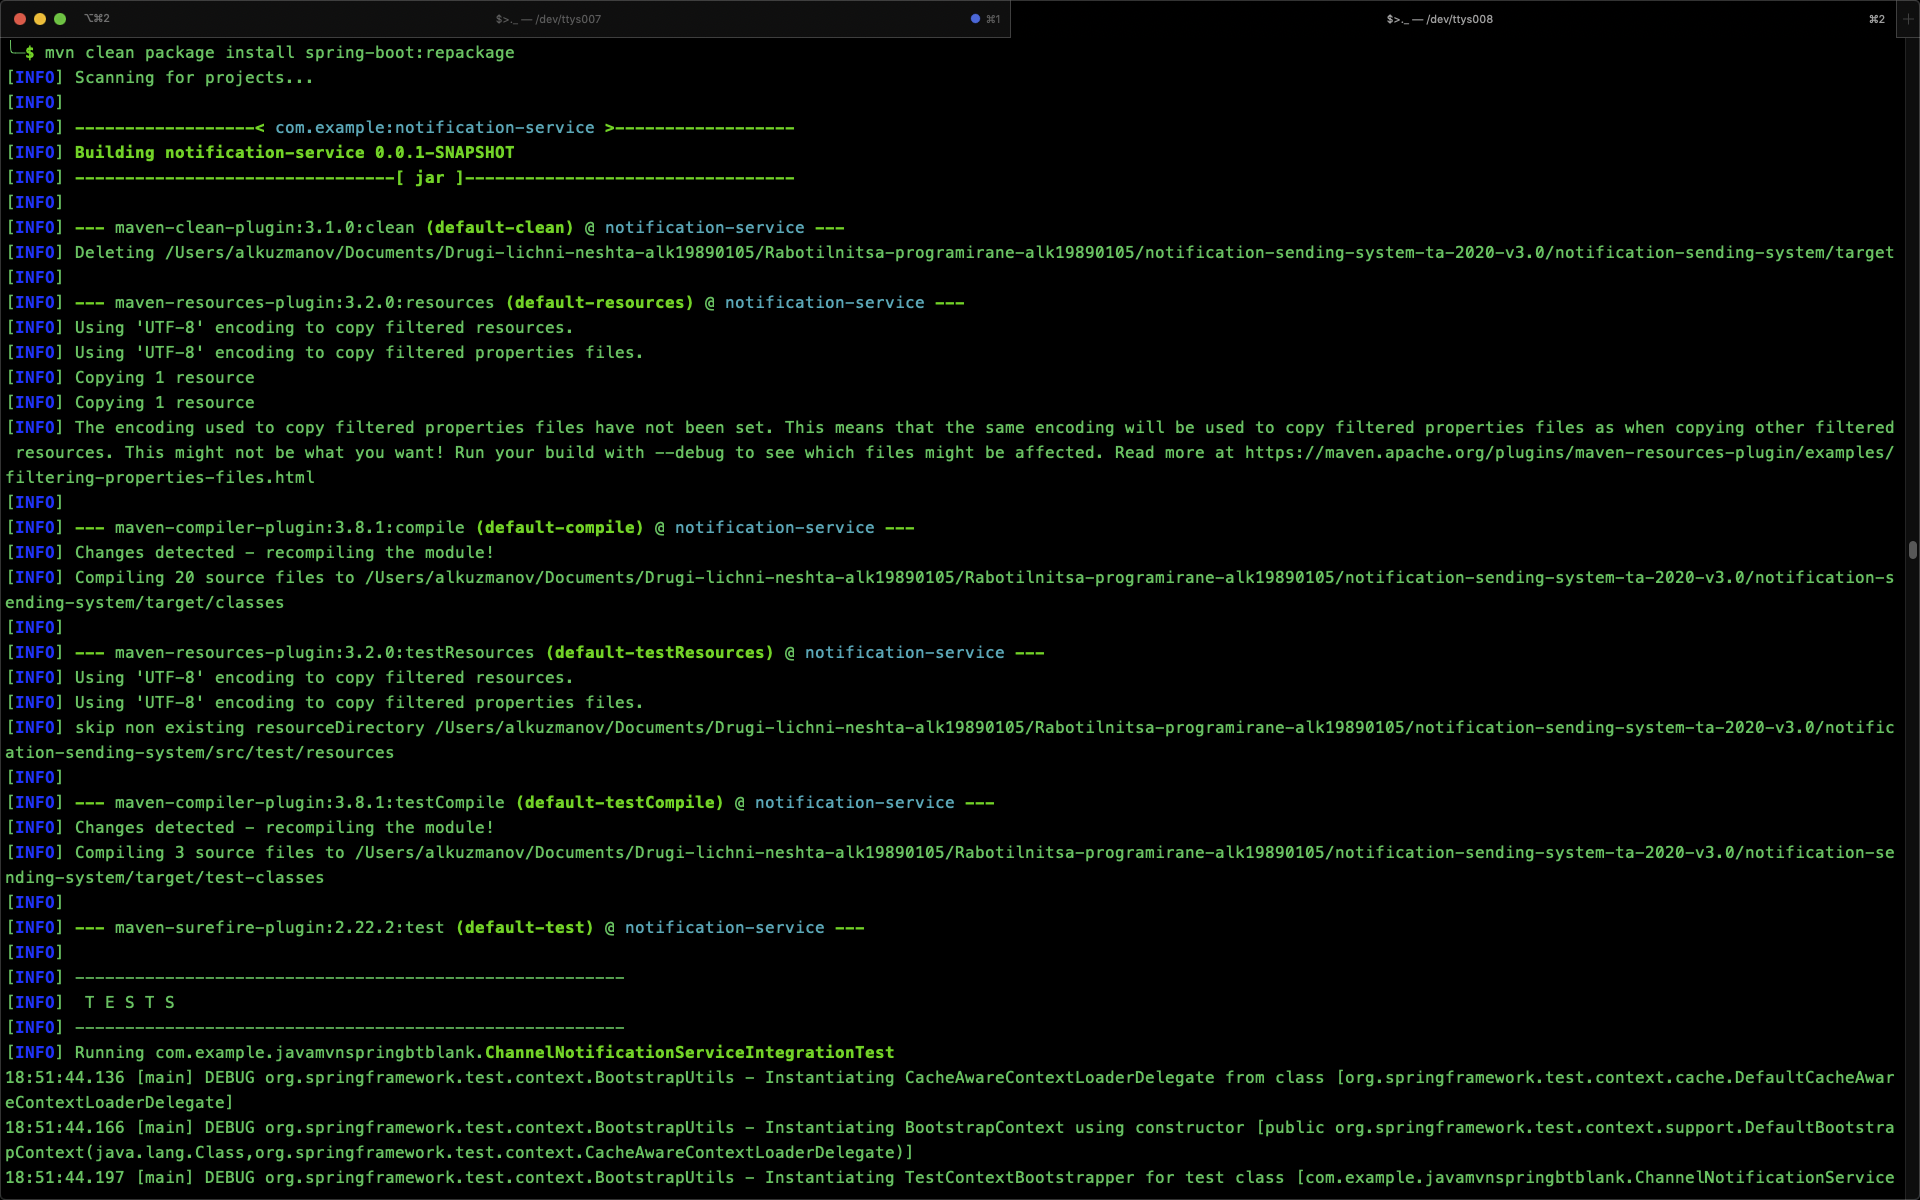 ⌥⌘2 $>._ — /dev/ttys007 ⌘1 $>._ — /dev/ttys008 ⌘2 +
╰─$ mvn clean package install spring-boot:repackage
[INFO] Scanning for projects...
[INFO]
[INFO] ------------------< com.example:notification-service >------------------
[INFO] Building notification-service 0.0.1-SNAPSHOT
[INFO] --------------------------------[ jar ]---------------------------------
[INFO]
[INFO] --- maven-clean-plugin:3.1.0:clean (default-clean) @ notification-service ---
[INFO] Deleting /Users/alkuzmanov/Documents/Drugi-lichni-neshta-alk19890105/Rabotilnitsa-programirane-alk19890105/notification-sending-system-ta-2020-v3.0/notification-sending-system/target
[INFO]
[INFO] --- maven-resources-plugin:3.2.0:resources (default-resources) @ notification-service ---
[INFO] Using 'UTF-8' encoding to copy filtered resources.
[INFO] Using 'UTF-8' encoding to copy filtered properties files.
[INFO] Copying 1 resource
[INFO] Copying 1 resource
[INFO] The encoding used to copy filtered properties files have not been set. This means that the same encoding will be used to copy filtered properties files as when copying other filtered
 resources. This might not be what you want! Run your build with --debug to see which files might be affected. Read more at https://maven.apache.org/plugins/maven-resources-plugin/examples/
filtering-properties-files.html
[INFO]
[INFO] --- maven-compiler-plugin:3.8.1:compile (default-compile) @ notification-service ---
[INFO] Changes detected - recompiling the module!
[INFO] Compiling 20 source files to /Users/alkuzmanov/Documents/Drugi-lichni-neshta-alk19890105/Rabotilnitsa-programirane-alk19890105/notification-sending-system-ta-2020-v3.0/notification-s
ending-system/target/classes
[INFO]
[INFO] --- maven-resources-plugin:3.2.0:testResources (default-testResources) @ notification-service ---
[INFO] Using 'UTF-8' encoding to copy filtered resources.
[INFO] Using 'UTF-8' encoding to copy filtered properties files.
[INFO] skip non existing resourceDirectory /Users/alkuzmanov/Documents/Drugi-lichni-neshta-alk19890105/Rabotilnitsa-programirane-alk19890105/notification-sending-system-ta-2020-v3.0/notific
ation-sending-system/src/test/resources
[INFO]
[INFO] --- maven-compiler-plugin:3.8.1:testCompile (default-testCompile) @ notification-service ---
[INFO] Changes detected - recompiling the module!
[INFO] Compiling 3 source files to /Users/alkuzmanov/Documents/Drugi-lichni-neshta-alk19890105/Rabotilnitsa-programirane-alk19890105/notification-sending-system-ta-2020-v3.0/notification-se
nding-system/target/test-classes
[INFO]
[INFO] --- maven-surefire-plugin:2.22.2:test (default-test) @ notification-service ---
[INFO]
[INFO] -------------------------------------------------------
[INFO]  T E S T S
[INFO] -------------------------------------------------------
[INFO] Running com.example.javamvnspringbtblank.ChannelNotificationServiceIntegrationTest
18:51:44.136 [main] DEBUG org.springframework.test.context.BootstrapUtils - Instantiating CacheAwareContextLoaderDelegate from class [org.springframework.test.context.cache.DefaultCacheAwar
eContextLoaderDelegate]
18:51:44.166 [main] DEBUG org.springframework.test.context.BootstrapUtils - Instantiating BootstrapContext using constructor [public org.springframework.test.context.support.DefaultBootstra
pContext(java.lang.Class,org.springframework.test.context.CacheAwareContextLoaderDelegate)]
18:51:44.197 [main] DEBUG org.springframework.test.context.BootstrapUtils - Instantiating TestContextBootstrapper for test class [com.example.javamvnspringbtblank.ChannelNotificationService